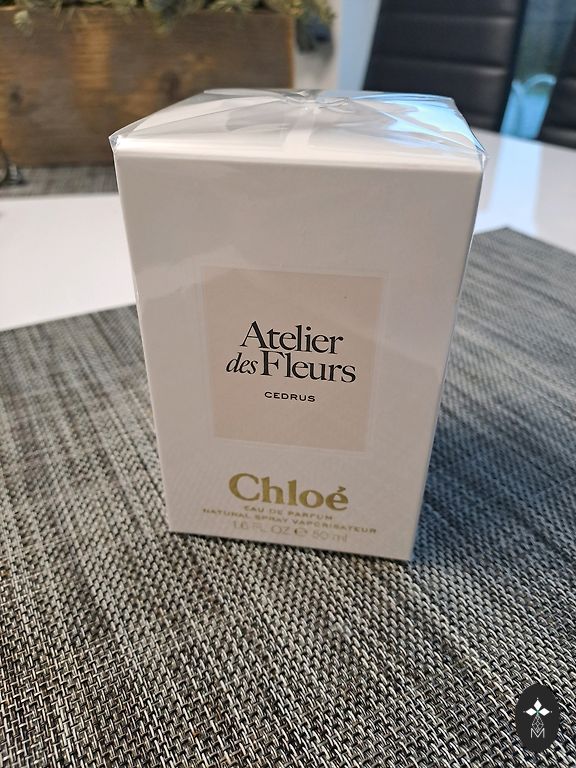 Atelier
des Fleurs
CEDRUS
Chloé
EAU DE PARFUM
NATURAL SPRAY VAPORISATEUR
1.6 FL. OZ ℮ 50 ml
M